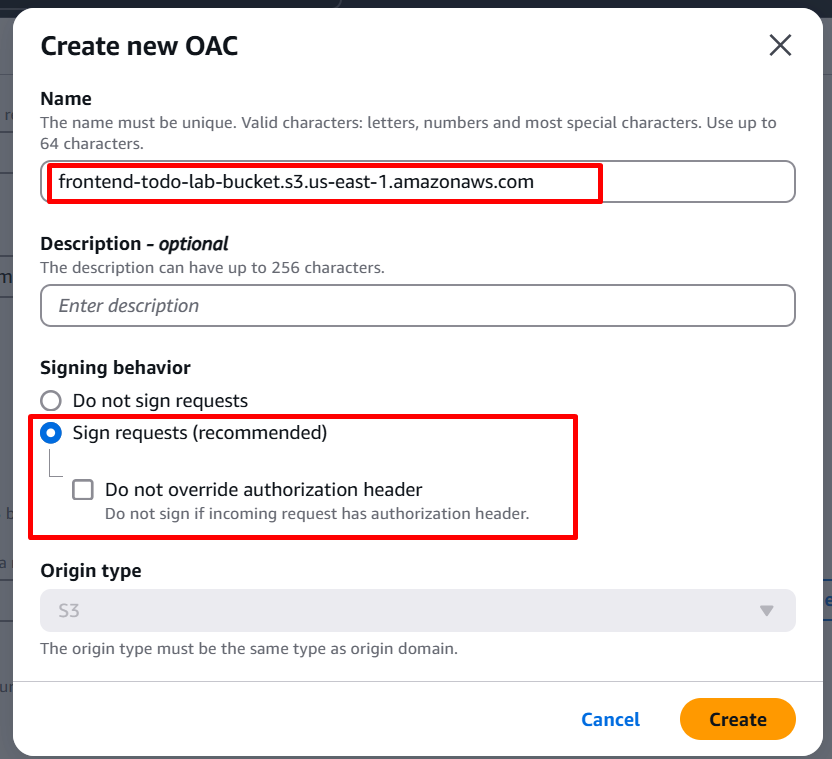 Create new OAC
Name
The name must be unique. Valid characters: letters, numbers and most special characters. Use up to
64 characters.
frontend-todo-lab-bucket.s3.us-east-1.amazonaws.com
Description - optional
The description can have up to 256 characters.
Enter description
Signing behavior
Do not sign requests
Sign requests (recommended)
Do not override authorization header
Do not sign if incoming request has authorization header.
Origin type
S3
The origin type must be the same type as origin domain.
Cancel
Create